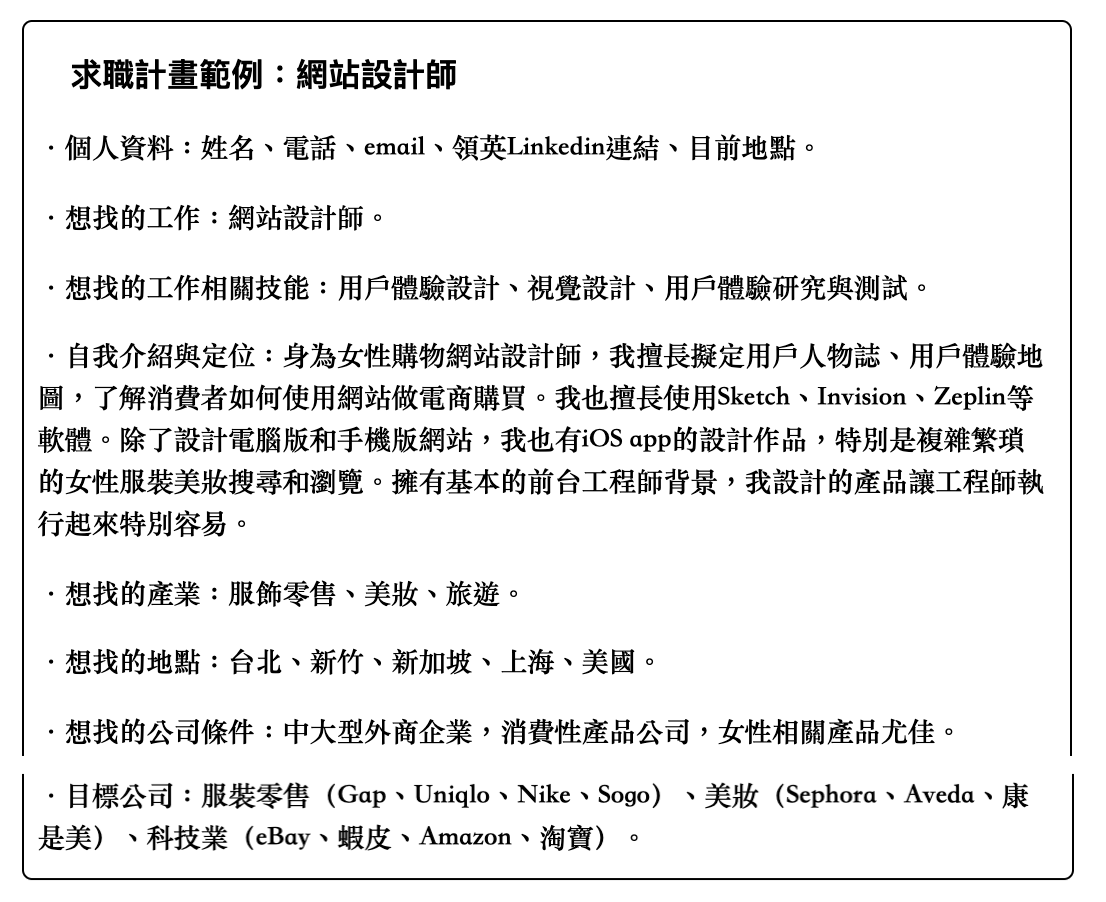 求職計畫範例：網站設計師
．個人資料：姓名、電話、email、領英Linkedin連結、目前地點。
．想找的工作：網站設計師。
．想找的工作相關技能：用戶體驗設計、視覺設計、用戶體驗研究與測試。
．自我介紹與定位：身為女性購物網站設計師，我擅長擬定用戶人物誌、用戶體驗地
圖，了解消費者如何使用網站做電商購買。我也擅長使用Sketch、Invision、Zeplin等
軟體。除了設計電腦版和手機版網站，我也有iOS app的設計作品，特別是複雜繁瑣
的女性服裝美妝搜尋和瀏覽。擁有基本的前台工程師背景，我設計的產品讓工程師執
行起來特別容易。
．想找的產業：服飾零售、美妝、旅遊。
．想找的地點：台北、新竹、新加坡、上海、美國。
．想找的公司條件：中大型外商企業，消費性產品公司，女性相關產品尤佳。
．目標公司：服裝零售（Gap、Uniqlo、Nike、Sogo）、美妝（Sephora、Aveda、康
是美）、科技業（eBay、蝦皮、Amazon、淘寶）。